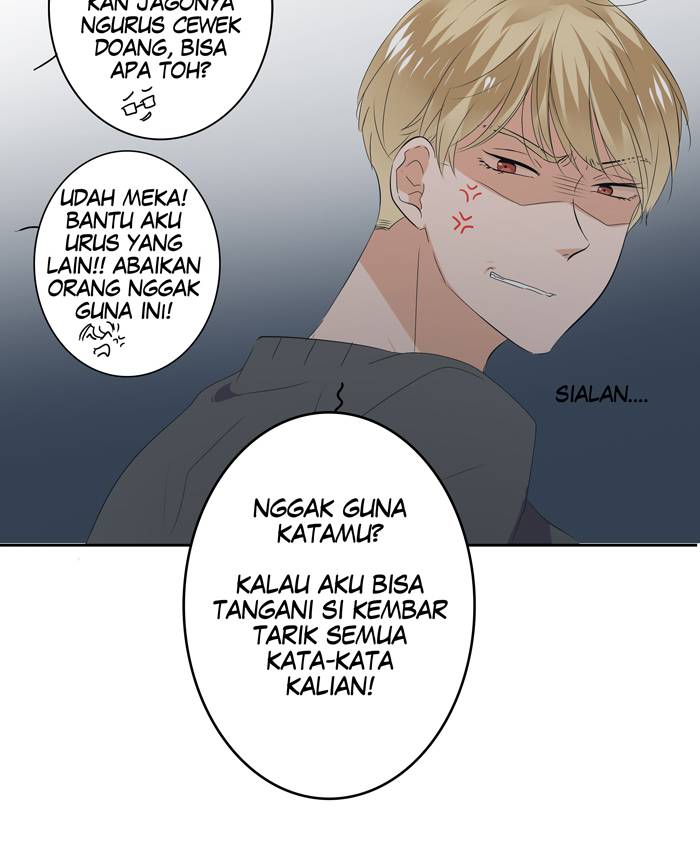 KAN JAGONYA
NGURUS CEWEK
DOANG, BISA
APA TOH?
UDAH MEKA!
BANTU AKU
URUS YANG
LAIN!! ABAIKAN
ORANG NGGAK
GUNA INI!
SIALAN....
NGGAK GUNA
KATAMU?
KALAU AKU BISA
TANGANI SI KEMBAR
TARIK SEMUA
KATA-KATA
KALIAN!